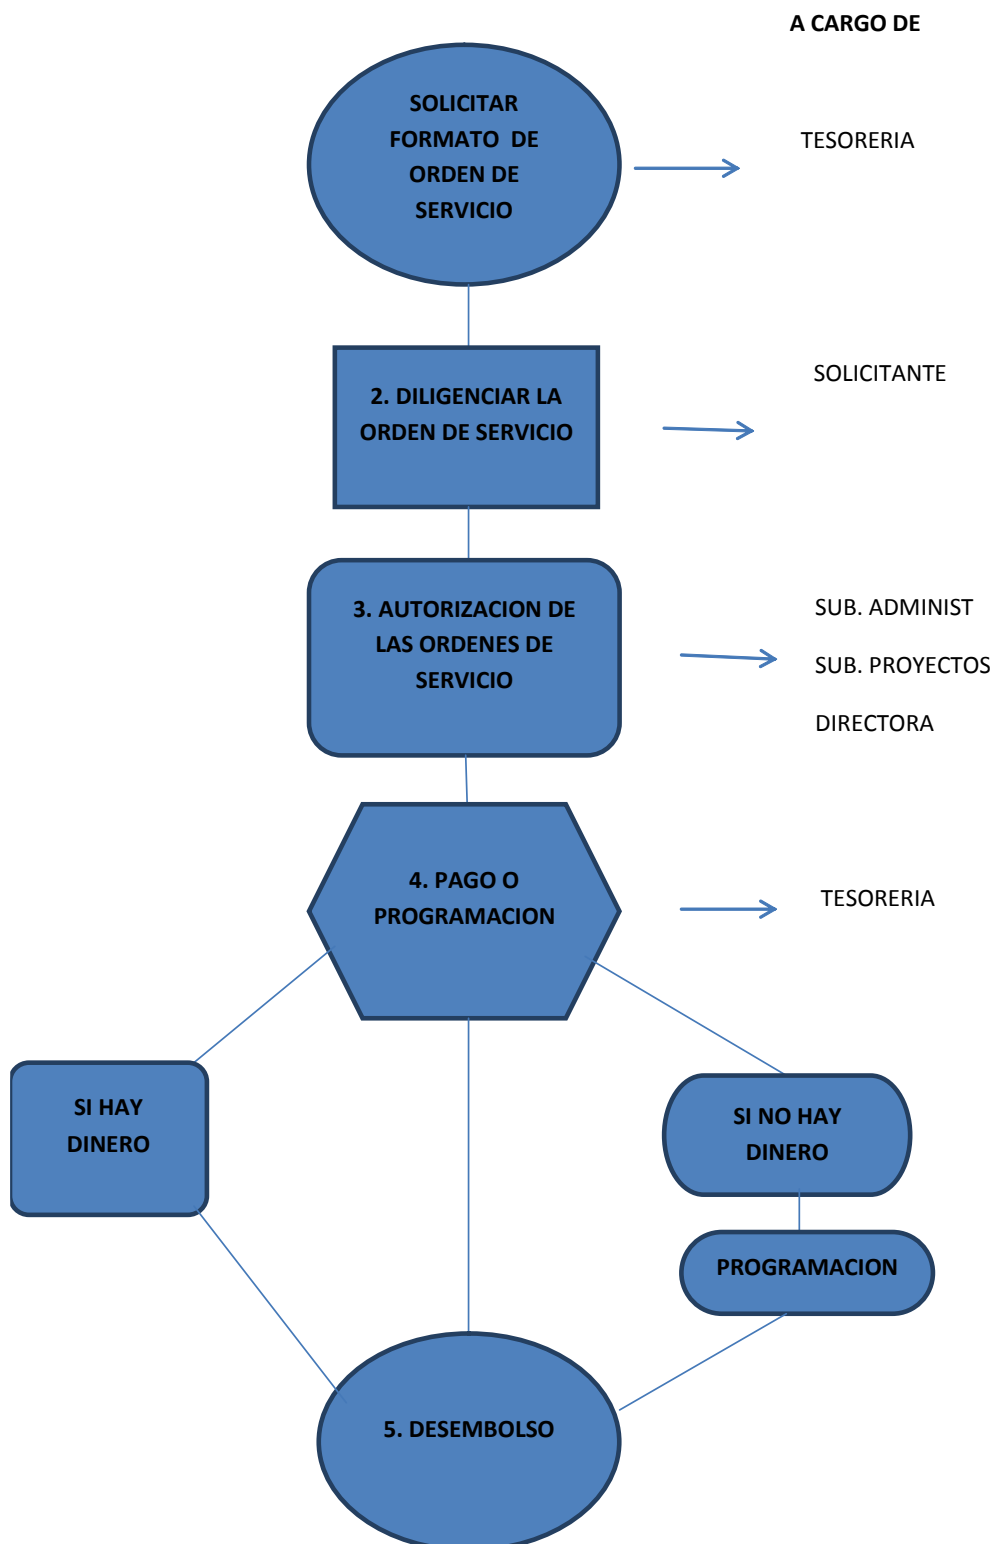 A CARGO DE
SOLICITAR
FORMATO DE
ORDEN DE
SERVICIO
TESORERIA
2. DILIGENCIAR LA
ORDEN DE SERVICIO
SOLICITANTE
3. AUTORIZACION DE
LAS ORDENES DE
SERVICIO
SUB. ADMINIST
SUB. PROYECTOS
DIRECTORA
4. PAGO O
PROGRAMACION
TESORERIA
SI HAY
DINERO
SI NO HAY
DINERO
PROGRAMACION
5. DESEMBOLSO